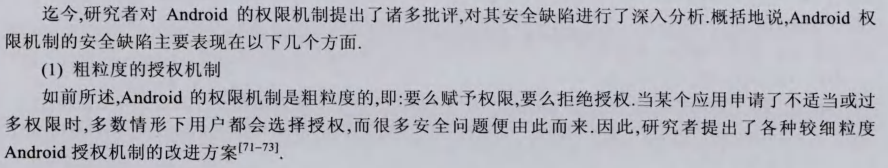 迄今,研究者对 Android 的权限机制提出了诸多批评,对其安全缺陷进行了深入分析.概括地说,Android 权
限机制的安全缺陷主要表现在以下几个方面.
(1) 粗粒度的授权机制
如前所述,Android 的权限机制是粗粒度的,即:要么赋予权限,要么拒绝授权.当某个应用申请了不适当或过
多权限时,多数情形下用户都会选择授权,而很多安全问题便由此而来.因此,研究者提出了各种较细粒度
Android 授权机制的改进方案[71-73].